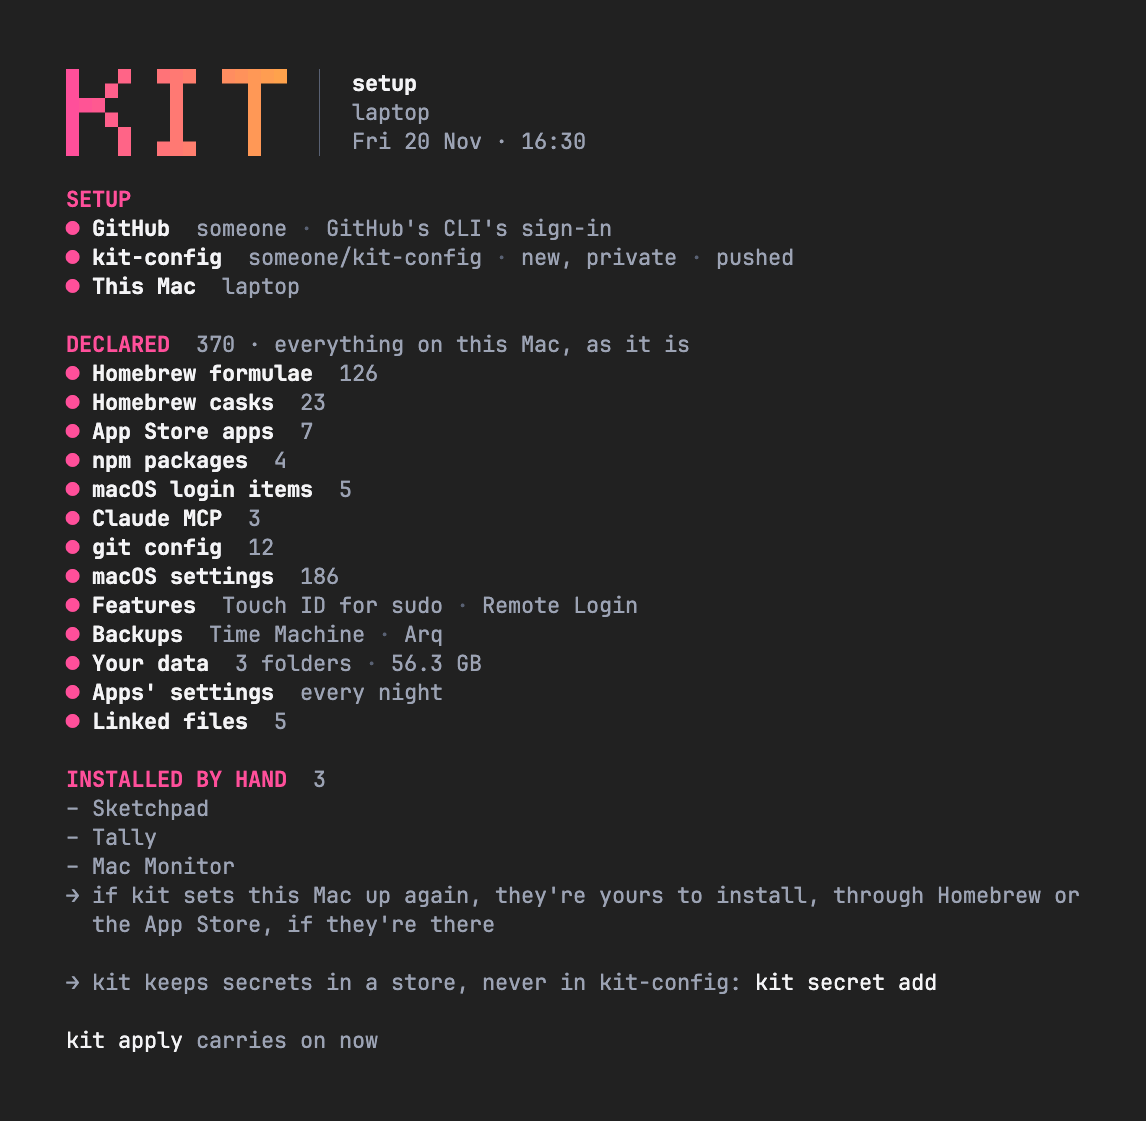 KIT
setup
laptop
Fri 20 Nov · 16:30
SETUP
● GitHub  someone · GitHub's CLI's sign-in
● kit-config  someone/kit-config · new, private · pushed
● This Mac  laptop
DECLARED  370 · everything on this Mac, as it is
● Homebrew formulae  126
● Homebrew casks  23
● App Store apps  7
● npm packages  4
● macOS login items  5
● Claude MCP  3
● git config  12
● macOS settings  186
● Features  Touch ID for sudo · Remote Login
● Backups  Time Machine · Arq
● Your data  3 folders · 56.3 GB
● Apps' settings  every night
● Linked files  5
INSTALLED BY HAND  3
– Sketchpad
– Tally
– Mac Monitor
→ if kit sets this Mac up again, they're yours to install, through Homebrew or
the App Store, if they're there
→ kit keeps secrets in a store, never in kit-config: kit secret add
kit apply carries on now